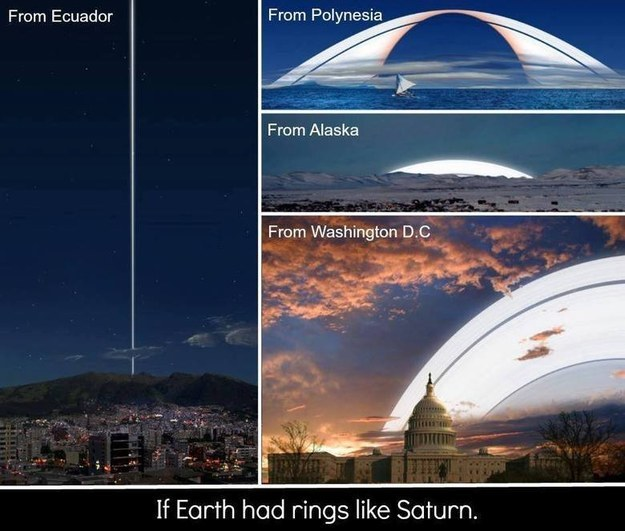 From Ecuador
From Polynesia
From Alaska
From Washington D.C
If Earth had rings like Saturn.